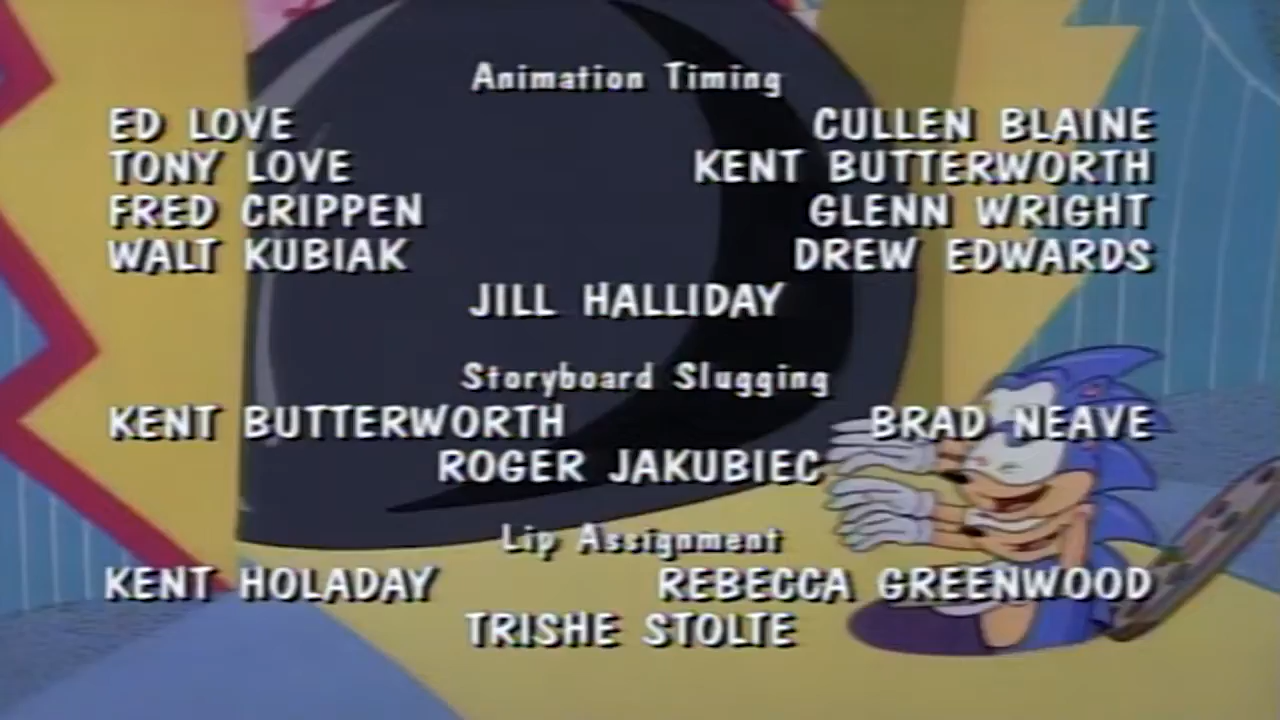 Animation Timing
ED LOVE CULLEN BLAINE
TONY LOVE KENT BUTTERWORTH
FRED CRIPPEN GLENN WRIGHT
WALT KUBIAK DREW EDWARDS
JILL HALLIDAY
Storyboard Slugging
KENT BUTTERWORTH BRAD NEAVE
ROGER JAKUBIEC
Lip Assignment
KENT HOLADAY REBECCA GREENWOOD
TRISHE STOLTE